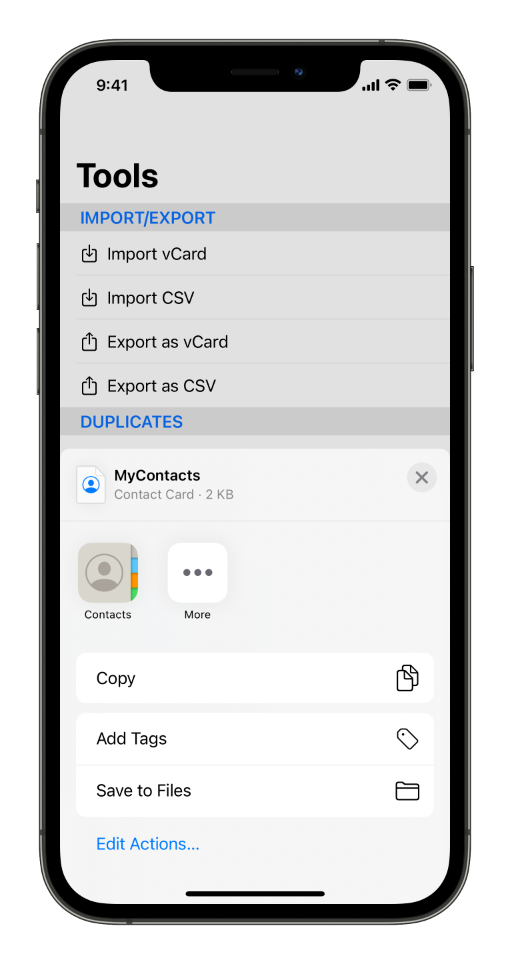 9:41
Tools
IMPORT/EXPORT
Import vCard
Import CSV
Export as vCard
Export as CSV
DUPLICATES
MyContacts
Contact Card · 2 KB
Contacts
More
Copy
Add Tags
Save to Files
Edit Actions...